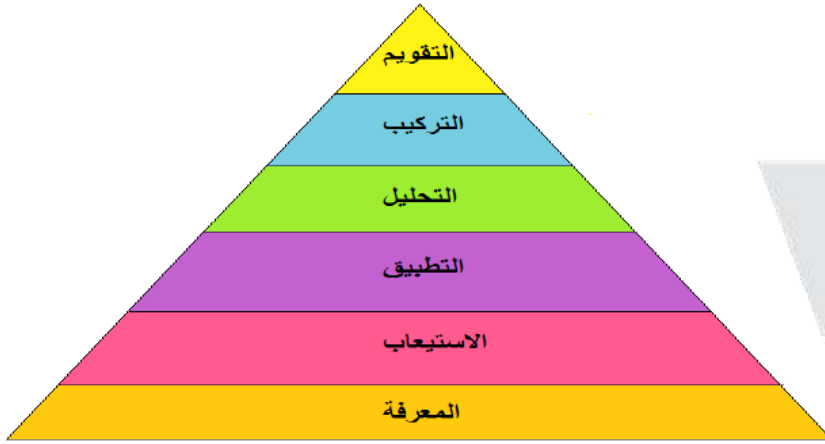 التقويم
التركيب
التحليل
التطبيق
الاستيعاب
المعرفة